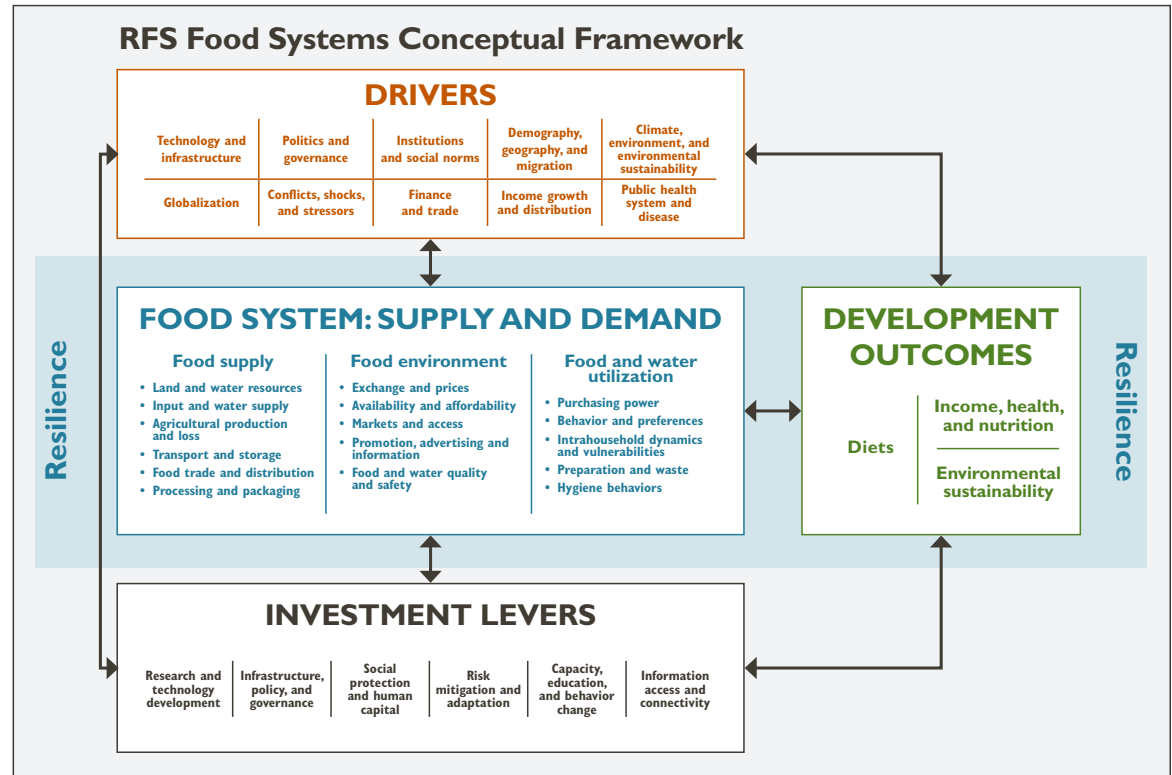 RFS Food Systems Conceptual Framework
DRIVERS
Technology and
infrastructure
Politics and
governance
Institutions
and social norms
Demography,
geography, and
migration
Climate,
environment, and
environmental
sustainability
Globalization
Conflicts, shocks,
and stressors
Finance
and trade
Income growth
and distribution
Public health
system and
disease
Resilience
FOOD SYSTEM: SUPPLY AND DEMAND
Food supply
• Land and water resources
• Input and water supply
• Agricultural production
and loss
• Transport and storage
• Food trade and distribution
• Processing and packaging
Food environment
• Exchange and prices
• Availability and affordability
• Markets and access
• Promotion, advertising and
information
• Food and water quality
and safety
Food and water
utilization
• Purchasing power
• Behavior and preferences
• Intrahousehold dynamics
and vulnerabilities
• Preparation and waste
• Hygiene behaviors
DEVELOPMENT
OUTCOMES
Diets
Income, health,
and nutrition
Environmental
sustainability
Resilience
INVESTMENT LEVERS
Research and
technology
development
Infrastructure,
policy, and
governance
Social
protection
and human
capital
Risk
mitigation and
adaptation
Capacity,
education,
and behavior
change
Information
access and
connectivity